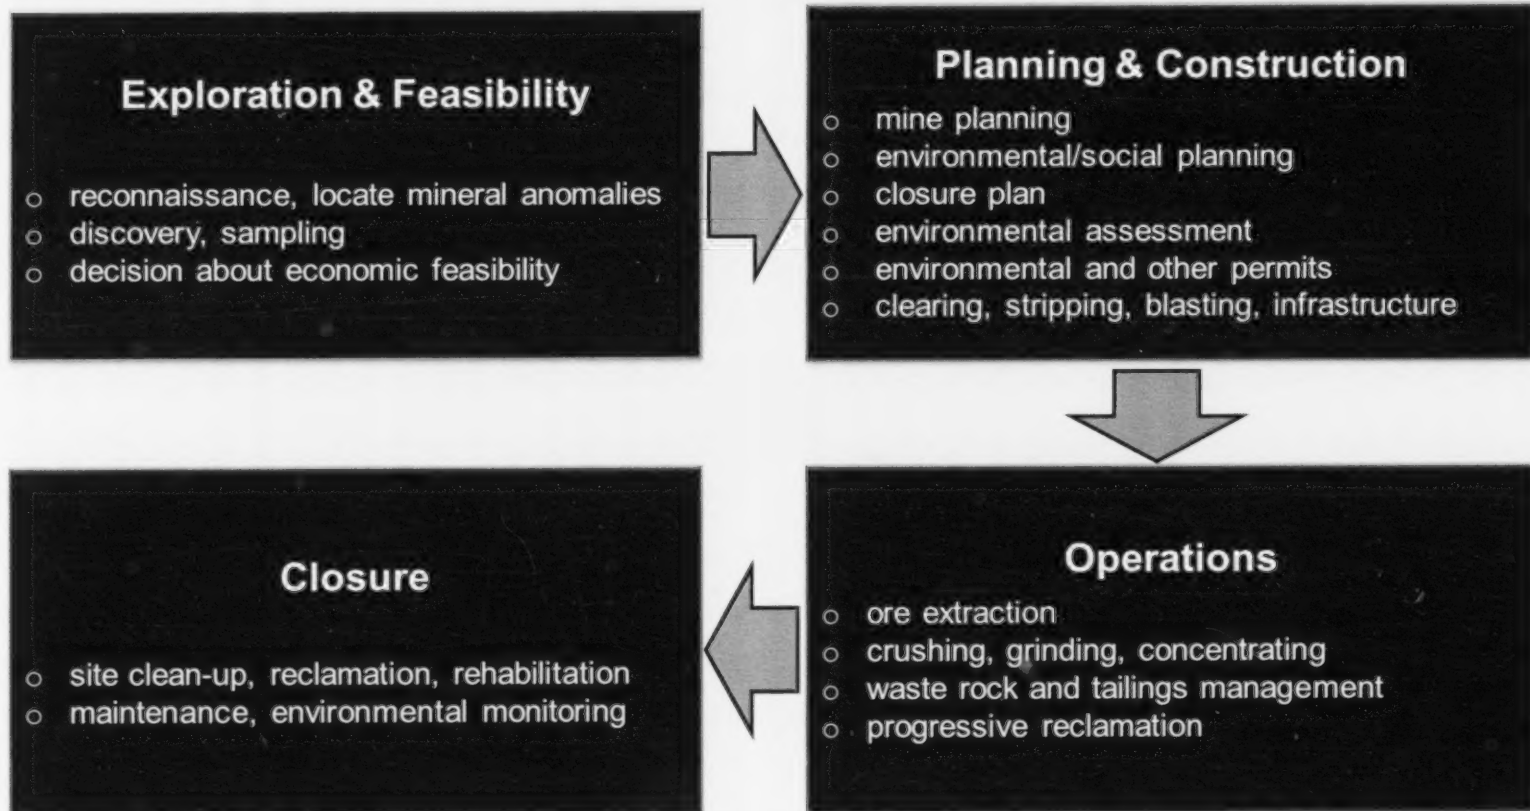 Exploration & Feasibility
○ reconnaissance, locate mineral anomalies
○ discovery, sampling
○ decision about economic feasibility
Planning & Construction
○ mine planning
○ environmental/social planning
○ closure plan
○ environmental assessment
○ environmental and other permits
○ clearing, stripping, blasting, infrastructure
Operations
○ ore extraction
○ crushing, grinding, concentrating
○ waste rock and tailings management
○ progressive reclamation
Closure
○ site clean-up, reclamation, rehabilitation
○ maintenance, environmental monitoring